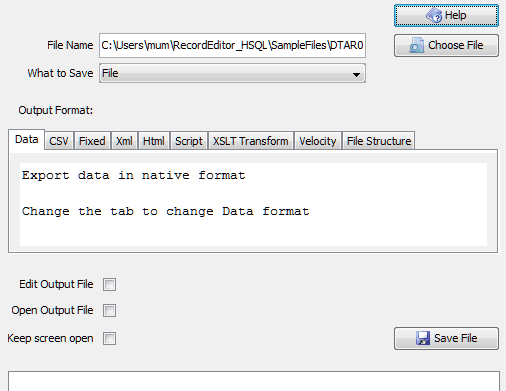 Help
File Name C:\Users\mum\RecordEditor_HSQL\SampleFiles\DTAR0 Choose File
What to Save File
Output Format:
Data CSV Fixed Xml Html Script XSLT Transform Velocity File Structure
Export data in native format
Change the tab to change Data format
Edit Output File
Open Output File
Keep screen open Save File